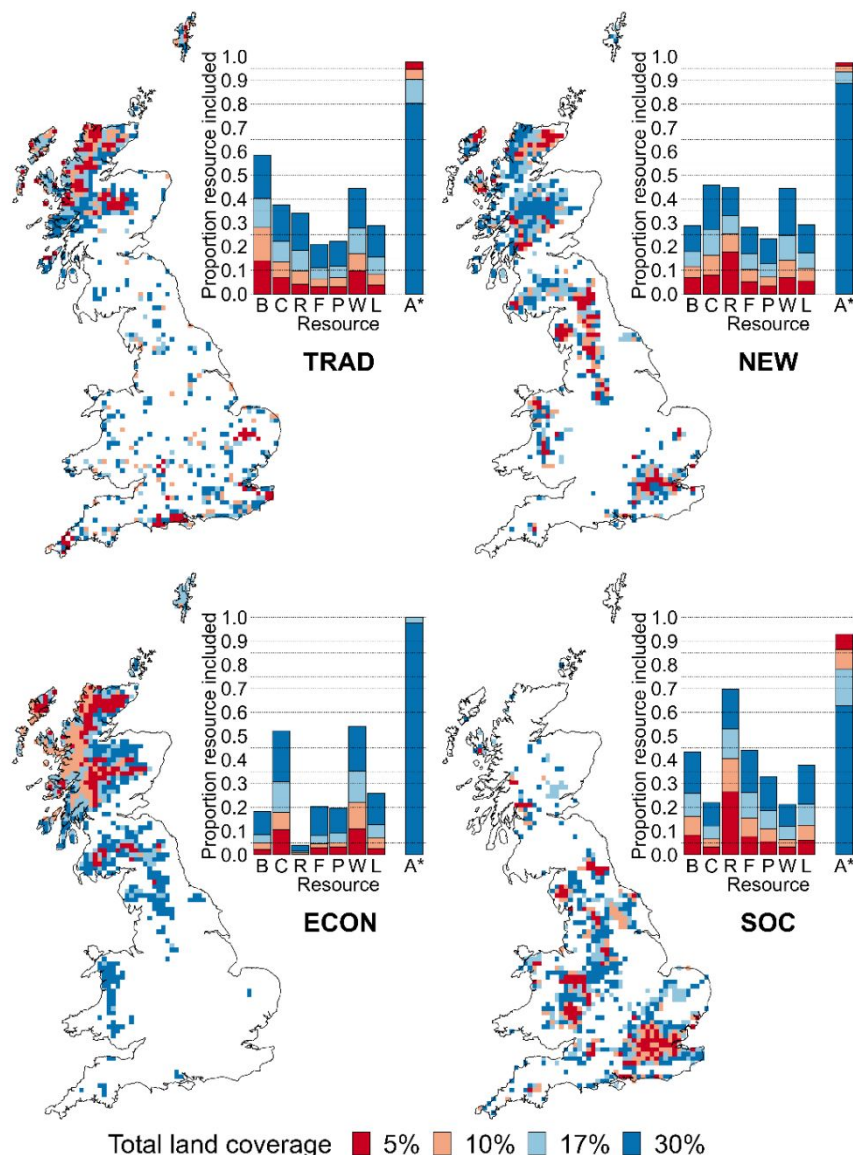 Proportion resource included
1.0
0.9
0.8
0.7
0.6
0.5
0.4
0.3
0.2
0.1
0.0
B C R F P W L A*
Resource
TRAD
Proportion resource included
1.0
0.9
0.8
0.7
0.6
0.5
0.4
0.3
0.2
0.1
0.0
B C R F P W L A*
Resource
NEW
Proportion resource included
1.0
0.9
0.8
0.7
0.6
0.5
0.4
0.3
0.2
0.1
0.0
B C R F P W L A*
Resource
ECON
Proportion resource included
1.0
0.9
0.8
0.7
0.6
0.5
0.4
0.3
0.2
0.1
0.0
B C R F P W L A*
Resource
SOC
Total land coverage 5% 10% 17% 30%